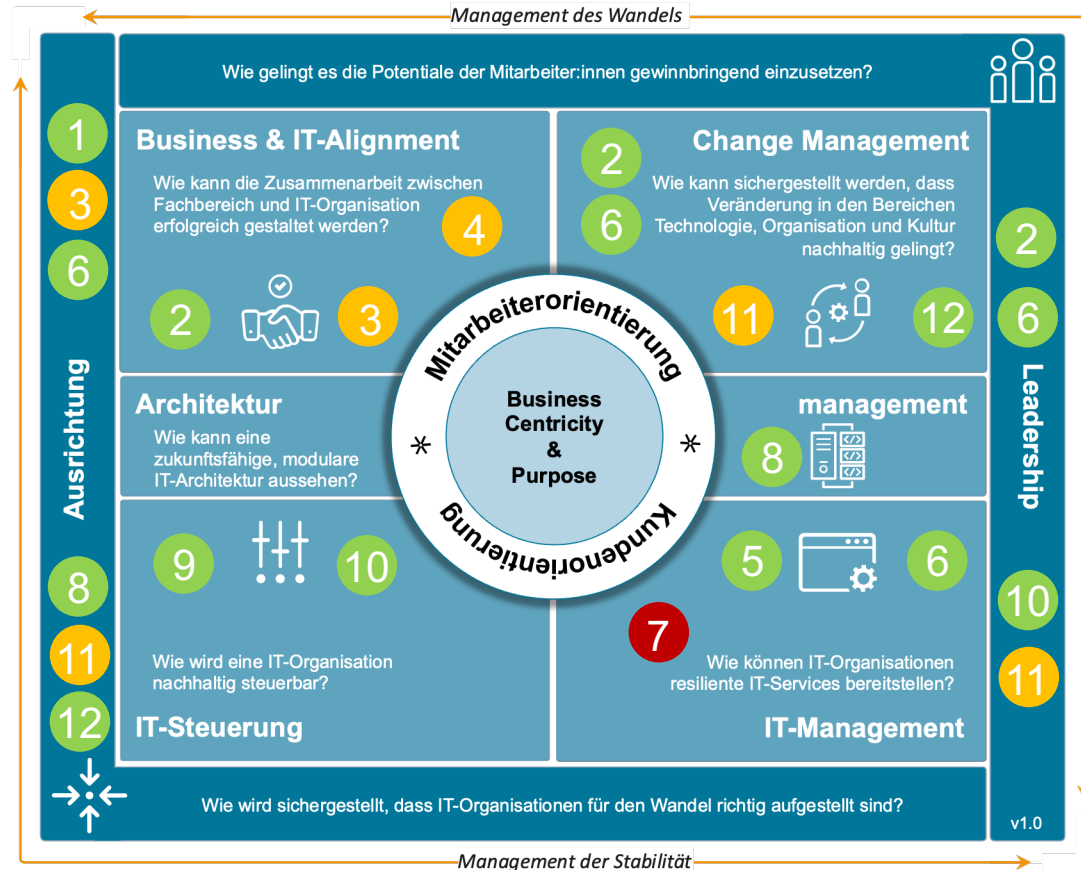 Management des Wandels
Wie gelingt es die Potentiale der Mitarbeiter:innen gewinnbringend einzusetzen?
1
3
6
Ausrichtung
8
11
12
Business & IT-Alignment
Wie kann die Zusammenarbeit zwischen
Fachbereich und IT-Organisation
erfolgreich gestaltet werden?
4
2
3
Change Management
2
Wie kann sichergestellt werden, dass
Veränderung in den Bereichen
Technologie, Organisation und Kultur
nachhaltig gelingt?
6
11
12
2
6
Leadership
10
11
Mitarbeiterorientierung
*
Business
Centricity
&
Purpose
*
Kundenorientierung
Architektur
Wie kann eine
zukunftsfähige, modulare
IT-Architektur aussehen?
management
8
</>
</>
</>
9
10
Wie wird eine IT-Organisation
nachhaltig steuerbar?
IT-Steuerung
5
6
7
Wie können IT-Organisationen
resiliente IT-Services bereitstellen?
IT-Management
Wie wird sichergestellt, dass IT-Organisationen für den Wandel richtig aufgestellt sind?
v1.0
Management der Stabilität